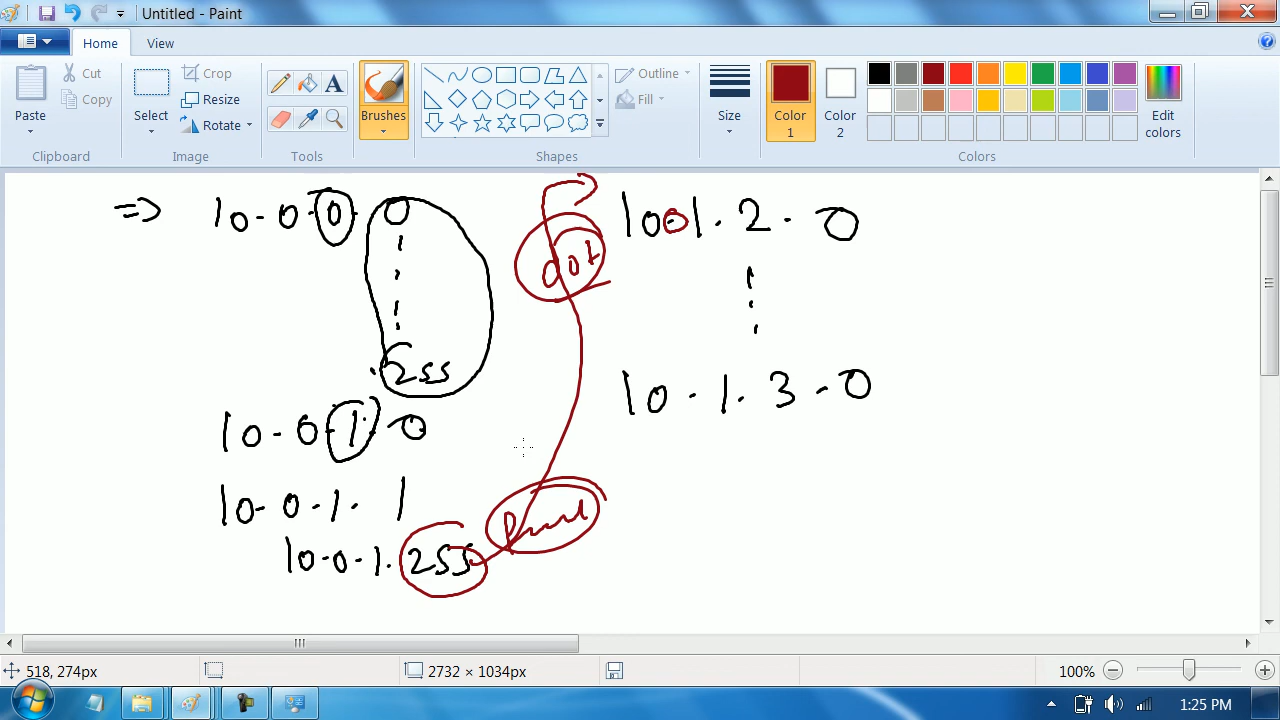 Untitled - Paint
Home View
Paste
Cut
Copy
Clipboard
Select
Crop
Resize
Rotate
Image
Tools
Brushes
Shapes
Outline
Fill
Size
Color 1
Color 2
Edit colors
Colors
=> 10.0.0.0
.255
10.0.1.0
10.0.1.1
10.0.1.255
dot
10 0 1.2.0
10.1.3.0
518, 274px
2732 × 1034px
100%
1:25 PM